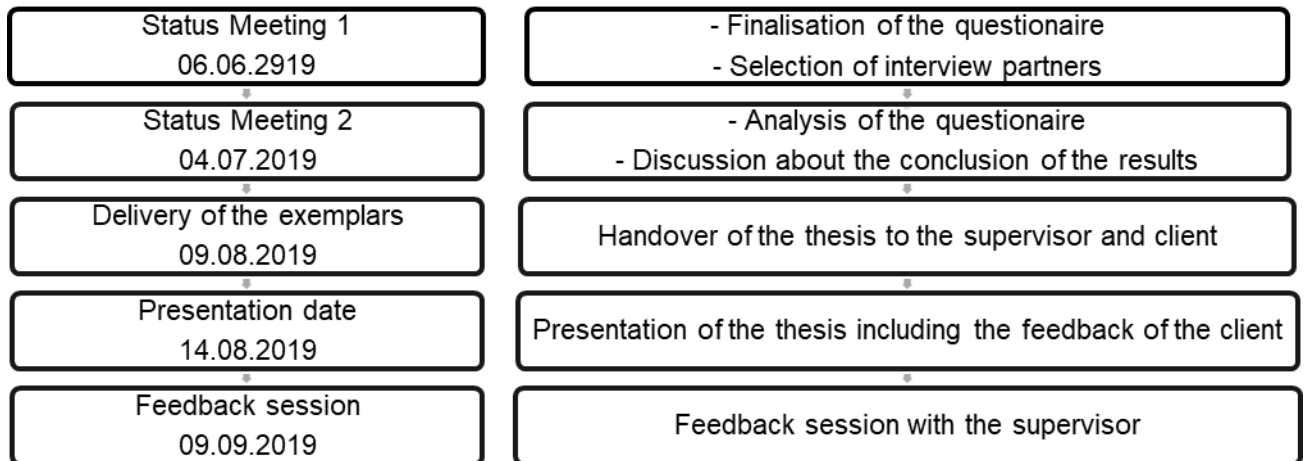 Status Meeting 1
06.06.2919
- Finalisation of the questionaire
- Selection of interview partners
Status Meeting 2
04.07.2019
- Analysis of the questionaire
- Discussion about the conclusion of the results
Delivery of the exemplars
09.08.2019
Handover of the thesis to the supervisor and client
Presentation date
14.08.2019
Presentation of the thesis including the feedback of the client
Feedback session
09.09.2019
Feedback session with the supervisor